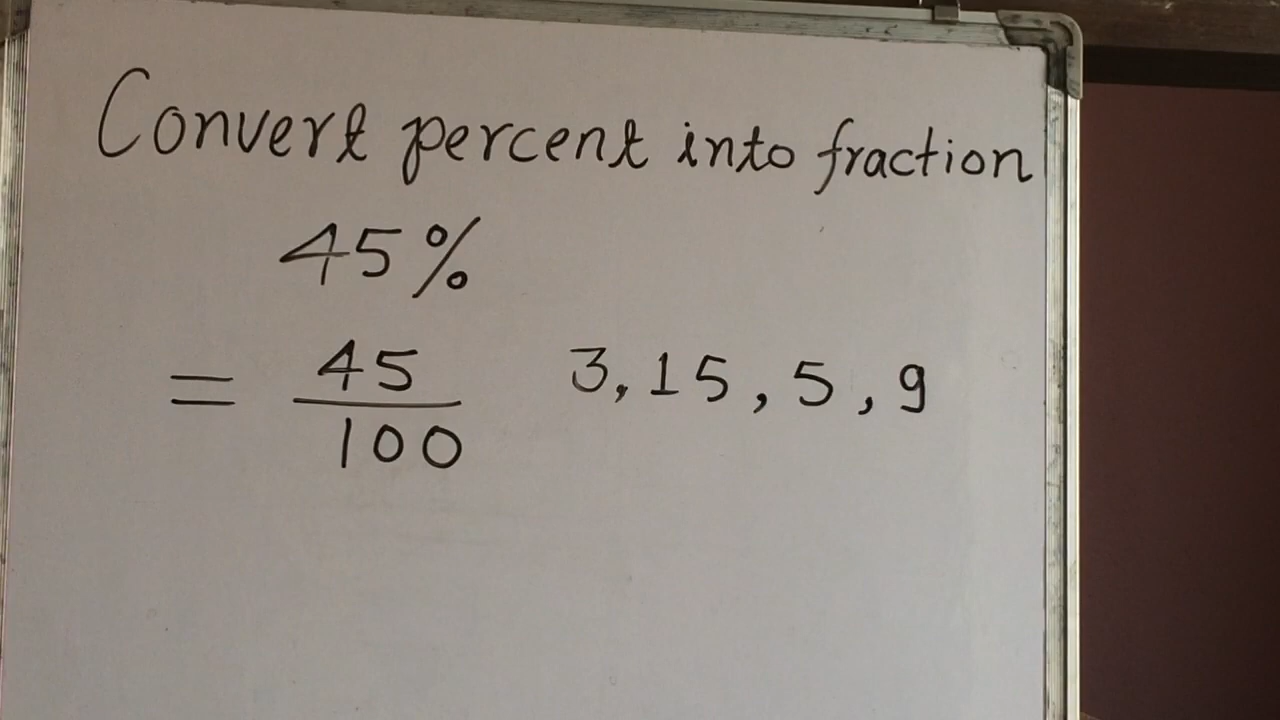 Convert percent into fraction
45%
= 45/100 3, 15, 5, 9